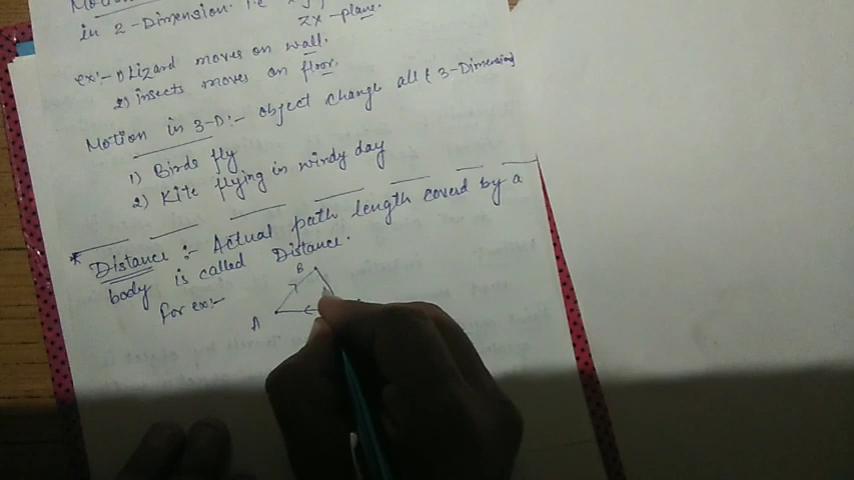 in 2-Dimension. i.e
zx-plane.
ex:- 1) Lizard moves on wall.
2) insects moves on floor.
Motion in 3-D:- object change all (3-Dimension)
1) Birds fly
2) Kite flying in windy day
* Distance :- Actual path length coverd by a
body is called Distance.
for ex:-
B
A